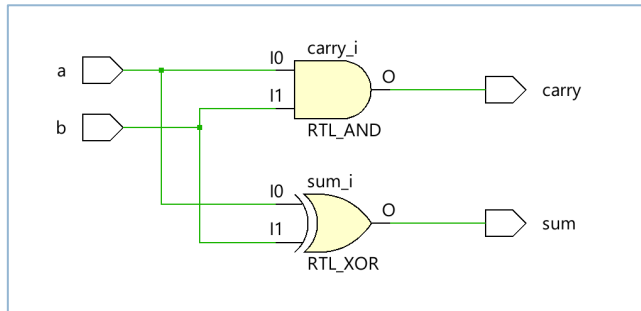 carry_i
a
I0
O
carry
I1
b
RTL_AND
sum_i
I0
O
sum
I1
RTL_XOR